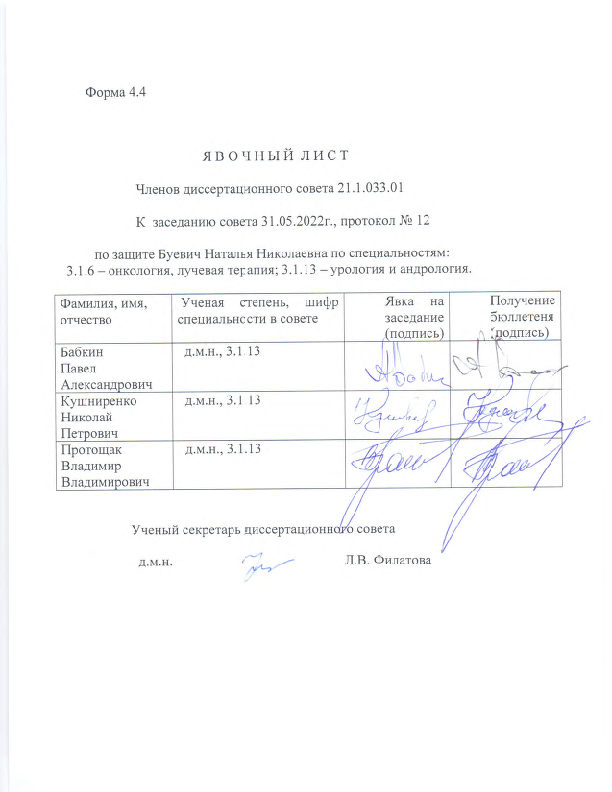 Форма 4.4
Я В О Ч Н Ы Й Л И С Т
Членов диссертационного совета 21.1.033.01
К заседанию совета 31.05.2022г., протокол № 12
по защите Буевич Наталья Николаевна по специальностям:
3.1.6 – онкология, лучевая терапия; 3.1.13 – урология и андрология.
Фамилия, имя, отчество
Ученая степень, шифр специальности в совете
Явка на заседание (подпись)
Получение бюллетеня (подпись)
Бабкин
Павел
Александрович
д.м.н., 3.1.13
Кушниренко
Николай
Петрович
д.м.н., 3.1.13
Прогощак
Владимир
Владимирович
д.м.н., 3.1.13
Ученый секретарь диссертационного совета
д.м.н. Л.В. Филатова